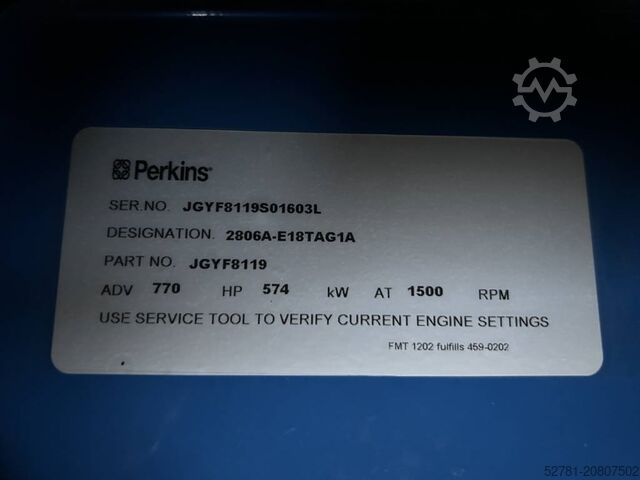 Perkins®
SER.NO. JGYF8119S01603L
DESIGNATION. 2806A-E18TAG1A
PART NO. JGYF8119
ADV 770 HP 574 kW AT 1500 RPM
USE SERVICE TOOL TO VERIFY CURRENT ENGINE SETTINGS
FMT 1202 fulfills 459-0202
52781-20807502